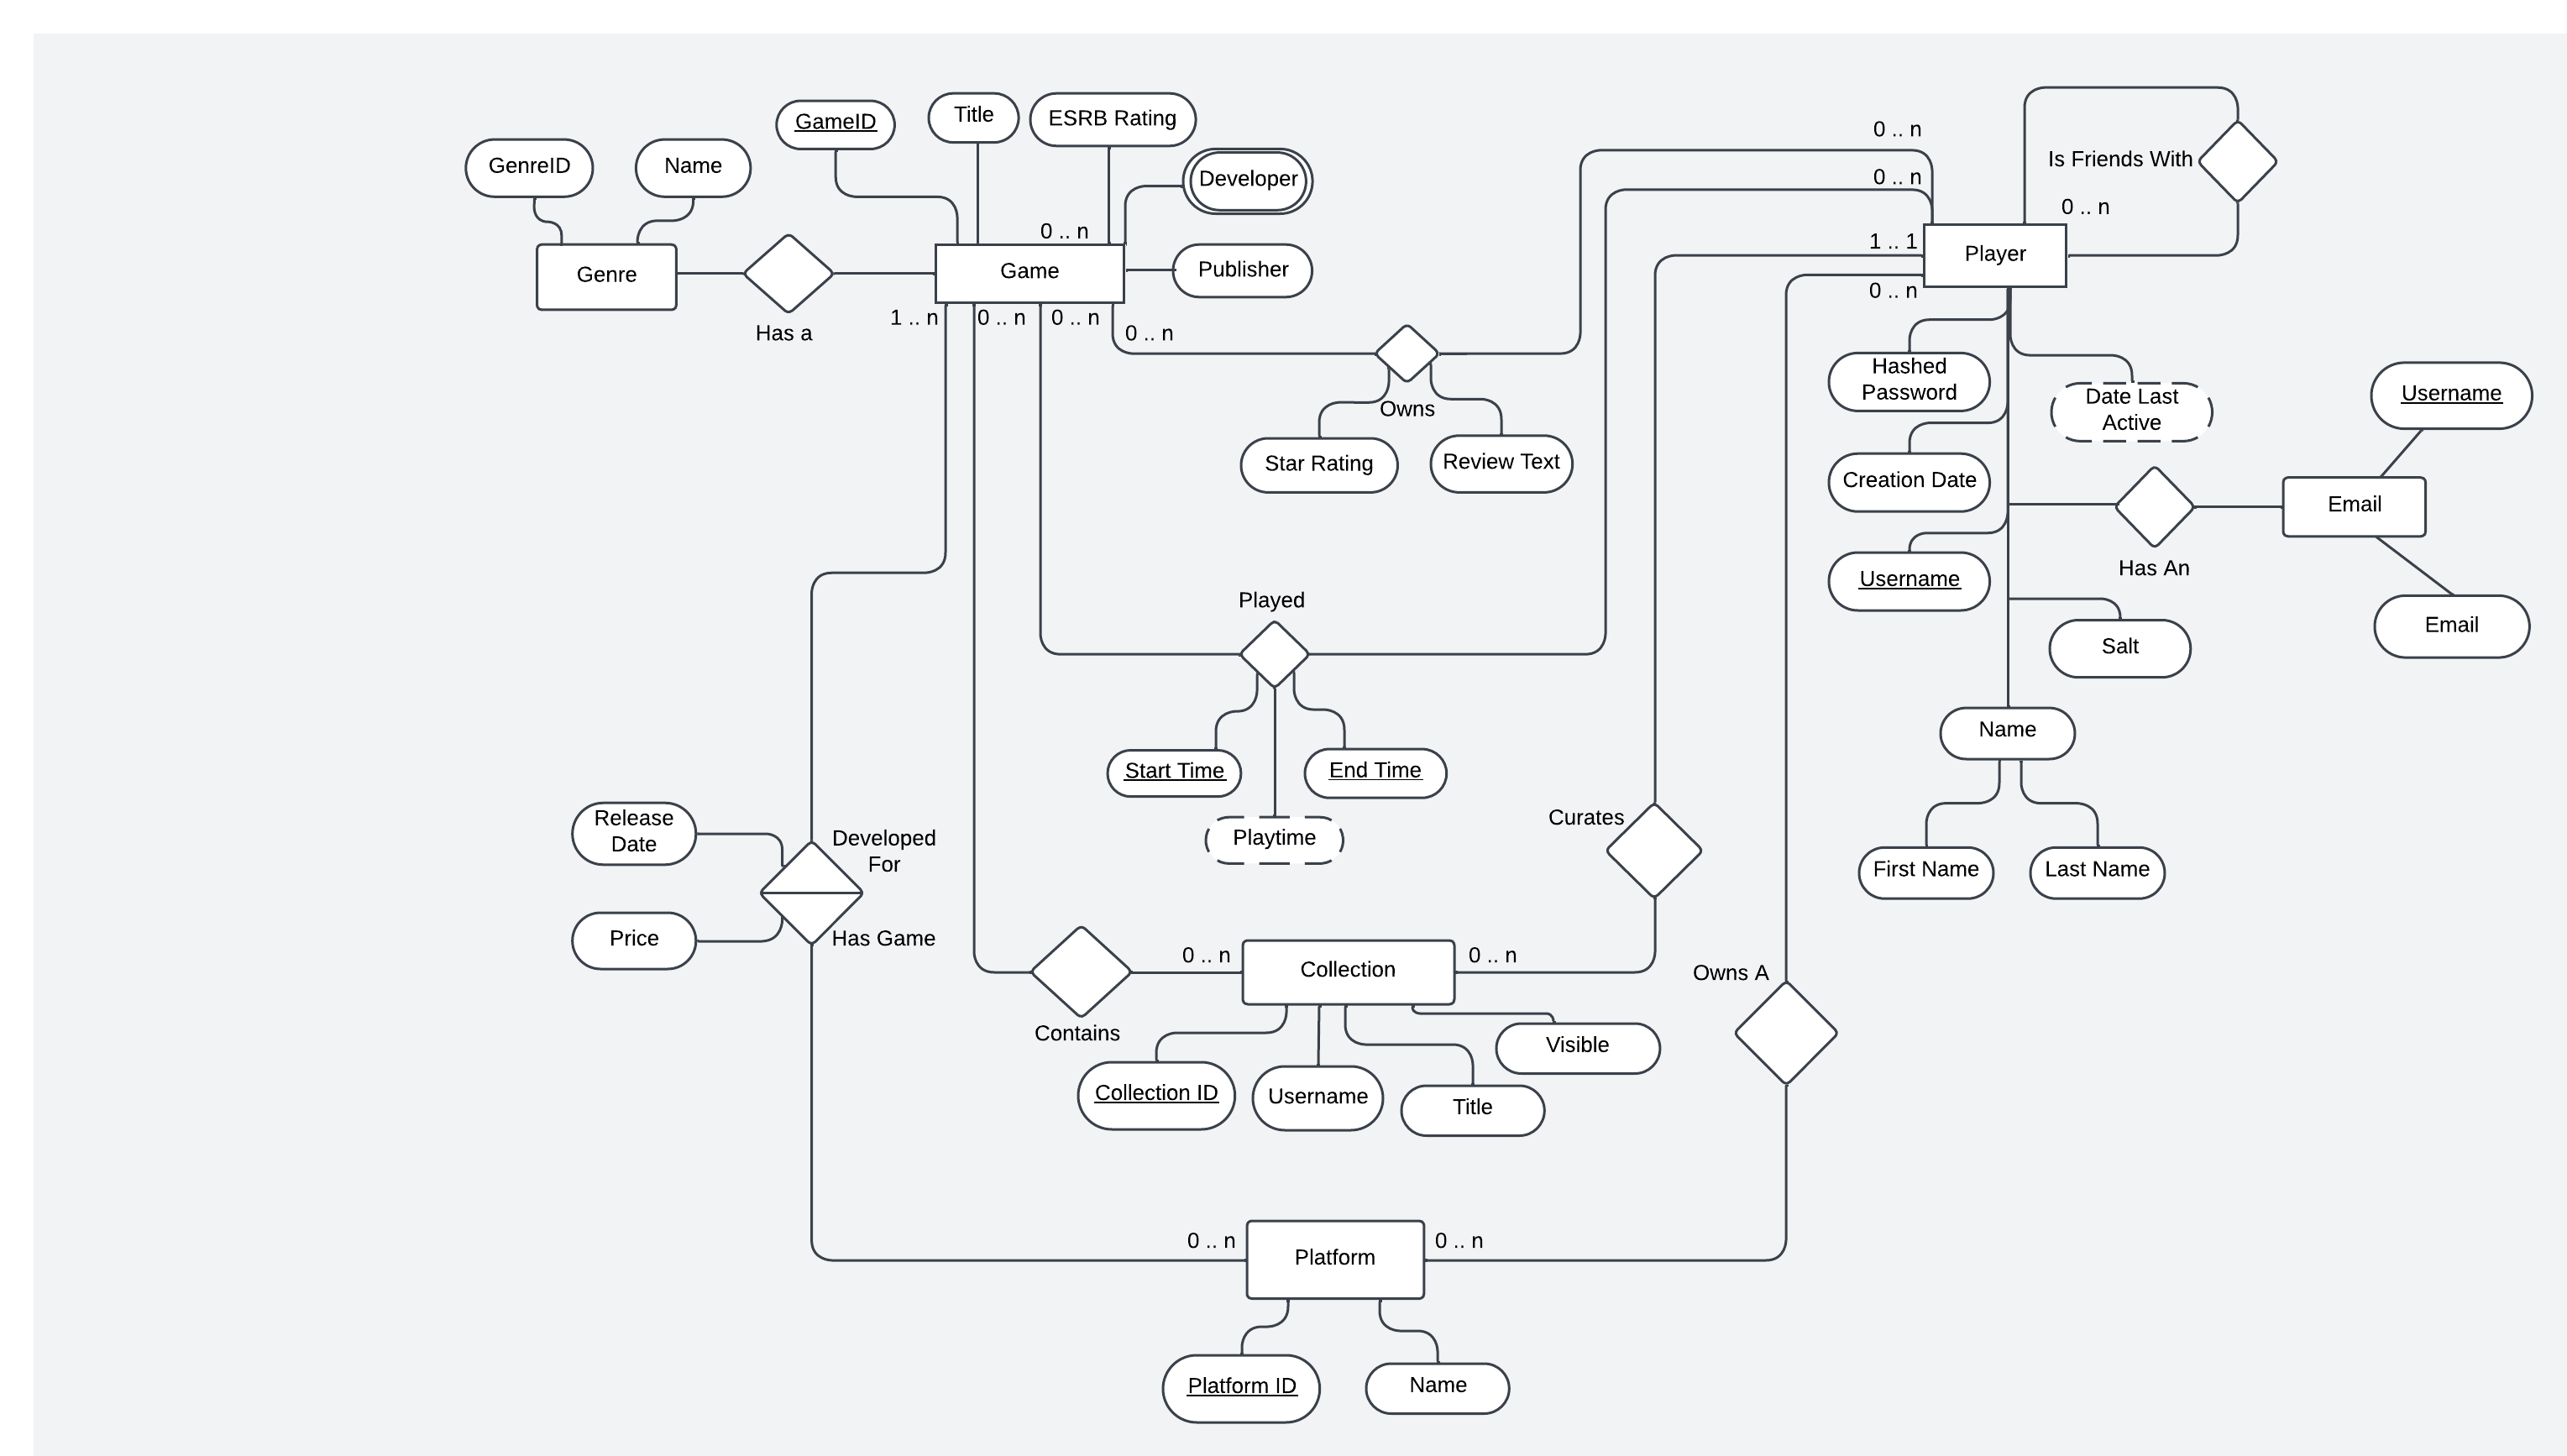 GenreID
Name
GameID
Title
ESRB Rating
Developer
Publisher
0 .. n
Genre
Has a
Game
1 .. n
0 .. n
0 .. n
0 .. n
Owns
Star Rating
Review Text
0 .. n
0 .. n
1 .. 1
0 .. n
Player
Is Friends With
0 .. n
Hashed
Password
Date Last
Active
Creation Date
Username
Has An
Email
Username
Email
Salt
Name
First Name
Last Name
Played
Start Time
End Time
Playtime
Curates
Release
Date
Price
Developed
For
Has Game
Contains
0 .. n
Collection
0 .. n
Collection ID
Username
Title
Visible
Owns A
0 .. n
Platform
0 .. n
Platform ID
Name